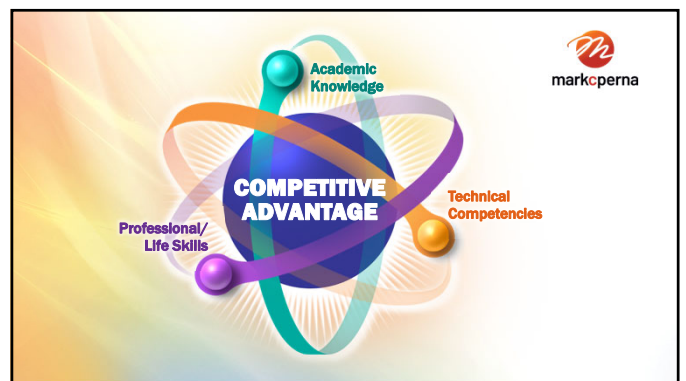 markcperna
Academic
Knowledge
COMPETITIVE
ADVANTAGE
Technical
Competencies
Professional/
Life Skills